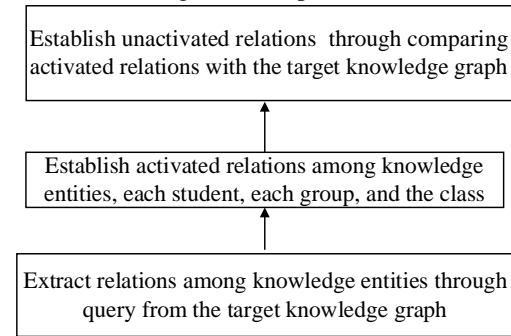 Establish unactivated relations through comparing
activated relations with the target knowledge graph
Establish activated relations among knowledge
entities, each student, each group, and the class
Extract relations among knowledge entities through
query from the target knowledge graph